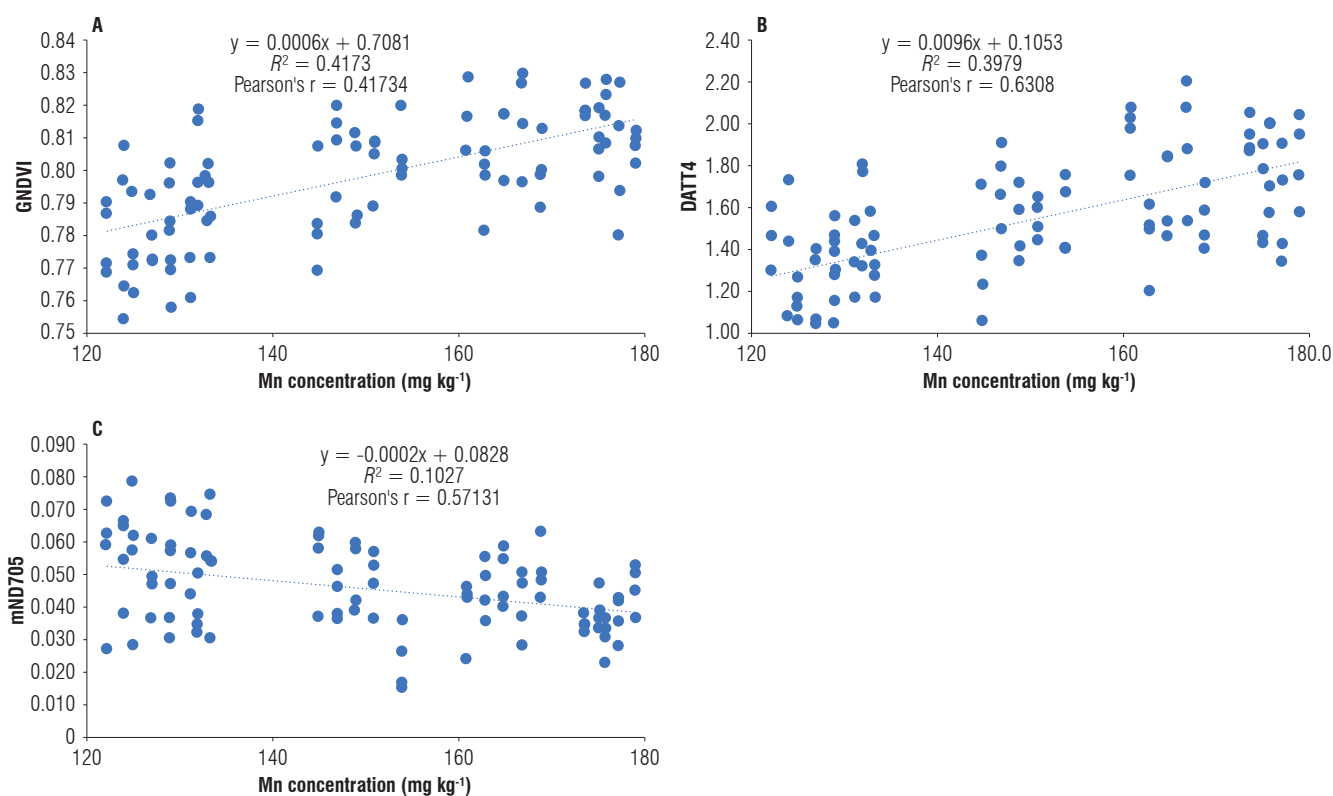 A
y = 0.0006x + 0.7081
R² = 0.4173
Pearson's r = 0.41734
0.84
0.83
0.82
0.81
0.80
0.79
0.78
0.77
0.76
0.75
GNDVI
120 140 160 180
Mn concentration (mg kg⁻¹)
B
y = 0.0096x + 0.1053
R² = 0.3979
Pearson's r = 0.6308
2.40
2.20
2.00
1.80
1.60
1.40
1.20
1.00
DATT4
120 140 160 180.0
Mn concentration (mg kg⁻¹)
C
y = -0.0002x + 0.0828
R² = 0.1027
Pearson's r = 0.57131
0.090
0.080
0.070
0.060
0.050
0.040
0.030
0.020
0.010
0
mND705
120 140 160 180
Mn concentration (mg kg⁻¹)